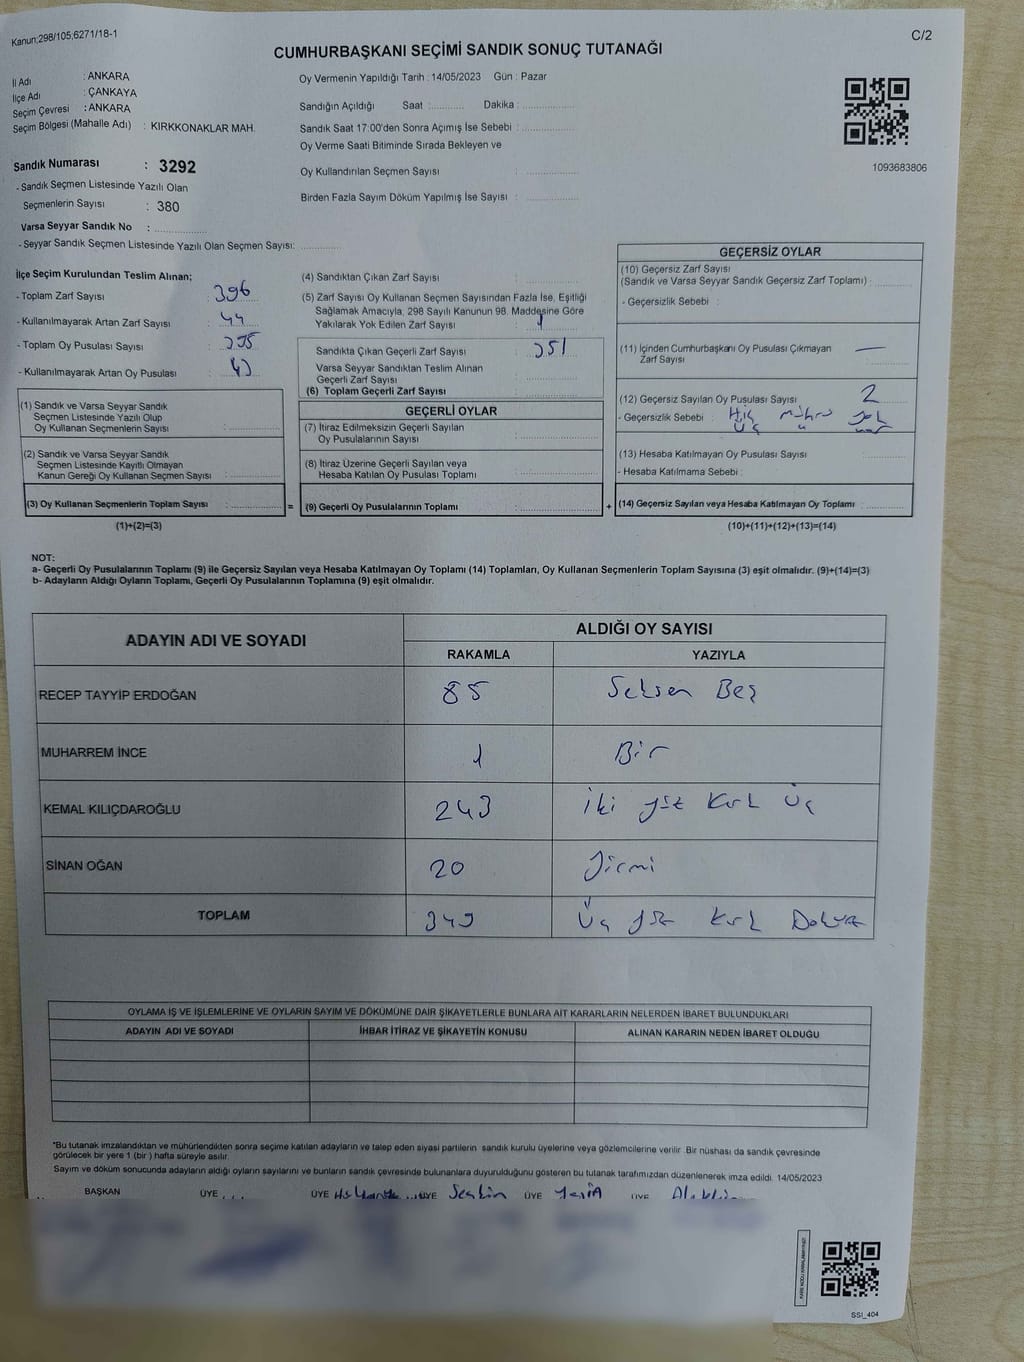 Kanun:298/105;6271/18-1
C/2
CUMHURBAŞKANI SEÇİMİ SANDIK SONUÇ TUTANAĞI
İl Adı : ANKARA
İlçe Adı : ÇANKAYA
Seçim Çevresi : ANKARA
Seçim Bölgesi (Mahalle Adı) : KIRKKONAKLAR MAH.
Sandık Numarası : 3292
- Sandık Seçmen Listesinde Yazılı Olan
Seçmenlerin Sayısı : 380
Varsa Seyyar Sandık No :
- Seyyar Sandık Seçmen Listesinde Yazılı Olan Seçmen Sayısı:
Oy Vermenin Yapıldığı Tarih : 14/05/2023 Gün : Pazar
Sandığın Açıldığı Saat : Dakika :
Sandık Saat 17:00'den Sonra Açımış İse Sebebi :
Oy Verme Saati Bitiminde Sırada Bekleyen ve
Oy Kullandırılan Seçmen Sayısı :
Birden Fazla Sayım Döküm Yapılmış İse Sayısı :
1093683806
İlçe Seçim Kurulundan Teslim Alınan;
- Toplam Zarf Sayısı : 396
- Kullanılmayarak Artan Zarf Sayısı : 44
- Toplam Oy Pusulası Sayısı : 395
- Kullanılmayarak Artan Oy Pusulası : 43
(1) Sandık ve Varsa Seyyar Sandık
Seçmen Listesinde Yazılı Olup
Oy Kullanan Seçmenlerin Sayısı :
(2) Sandık ve Varsa Seyyar Sandık
Seçmen Listesinde Kayıtlı Olmayan
Kanun Gereği Oy Kullanan Seçmen Sayısı :
(3) Oy Kullanan Seçmenlerin Toplam Sayısı :
(1)+(2)=(3)
(4) Sandıktan Çıkan Zarf Sayısı :
(5) Zarf Sayısı Oy Kullanan Seçmen Sayısından Fazla İse, Eşitliği
Sağlamak Amacıyla, 298 Sayılı Kanunun 98. Maddesine Göre
Yakılarak Yok Edilen Zarf Sayısı : 1
Sandıkta Çıkan Geçerli Zarf Sayısı : 351
Varsa Seyyar Sandıktan Teslim Alınan
Geçerli Zarf Sayısı :
(6) Toplam Geçerli Zarf Sayısı :
GEÇERLİ OYLAR
(7) İtiraz Edilmeksizin Geçerli Sayılan
Oy Pusulalarının Sayısı :
(8) İtiraz Üzerine Geçerli Sayılan veya
Hesaba Katılan Oy Pusulası Toplamı :
= (9) Geçerli Oy Pusulalarının Toplamı :
GEÇERSİZ OYLAR
(10) Geçersiz Zarf Sayısı
(Sandık ve Varsa Seyyar Sandık Geçersiz Zarf Toplamı) :
- Geçersizlik Sebebi :
(11) İçinden Cumhurbaşkanı Oy Pusulası Çıkmayan : —
Zarf Sayısı
(12) Geçersiz Sayılan Oy Pusulası Sayısı : 2
- Geçersizlik Sebebi : Hiç
(13) Hesaba Katılmayan Oy Pusulası Sayısı :
- Hesaba Katılmama Sebebi :
+ (14) Geçersiz Sayılan veya Hesaba Katılmayan Oy Toplamı :
(10)+(11)+(12)+(13)=(14)
NOT:
a- Geçerli Oy Pusulalarının Toplamı (9) ile Geçersiz Sayılan veya Hesaba Katılmayan Oy Toplamı (14) Toplamları, Oy Kullanan Seçmenlerin Toplam Sayısına (3) eşit olmalıdır. (9)+(14)=(3)
b- Adayların Aldığı Oyların Toplamı, Geçerli Oy Pusulalarının Toplamına (9) eşit olmalıdır.
ADAYIN ADI VE SOYADI
ALDIĞI OY SAYISI
RAKAMLA YAZIYLA
RECEP TAYYİP ERDOĞAN 85 Seksen Beş
MUHARREM İNCE 1 Bir
KEMAL KILIÇDAROĞLU 243 İki yüz Kırk Üç
SİNAN OĞAN 20 Yirmi
TOPLAM 349 Üç yüz Kırk Dokuz
OYLAMA İŞ VE İŞLEMLERİNE VE OYLARIN SAYIM VE DÖKÜMÜNE DAİR ŞİKAYETLERLE BUNLARA AİT KARARLARIN NELERDEN İBARET BULUNDUKLARI
ADAYIN ADI VE SOYADI İHBAR İTİRAZ VE ŞİKAYETİN KONUSU ALINAN KARARIN NEDEN İBARET OLDUĞU
*Bu tutanak imzalandıktan ve mühürlendikten sonra seçime katılan adayların ve talep eden siyasi partilerin sandık kurulu üyelerine veya gözlemcilerine verilir. Bir nüshası da sandık çevresinde
görülecek bir yere 1 (bir ) hafta süreyle asılır.
Sayım ve döküm sonucunda adayların aldığı oyların sayılarını ve bunların sandık çevresinde bulunanlara duyurulduğunu gösteren bu tutanak tarafımızdan düzenlenerek imza edildi. 14/05/2023
BAŞKAN ÜYE ÜYE ÜYE ÜYE ÜYE
SSI_404